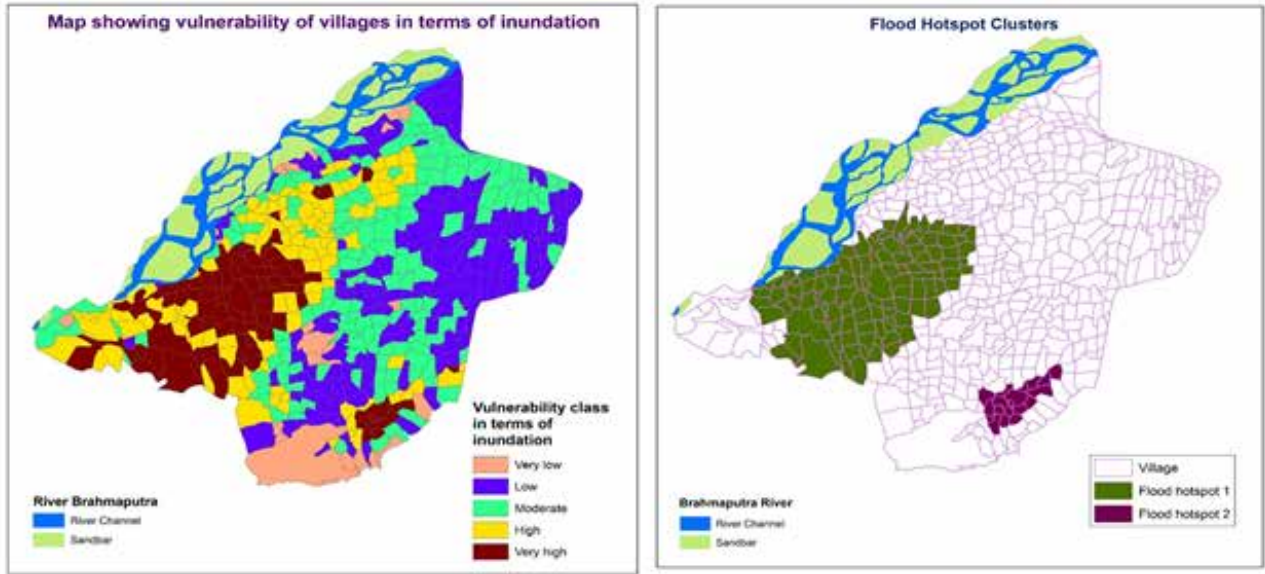 Map showing vulnerability of villages in terms of inundation
Vulnerability class
in terms of
inundation
Very low
Low
Moderate
High
Very high
River Brahmaputra
River Channel
Sandbar
Flood Hotspot Clusters
Village
Flood hotspot 1
Flood hotspot 2
Brahmaputra River
River Channel
Sandbar